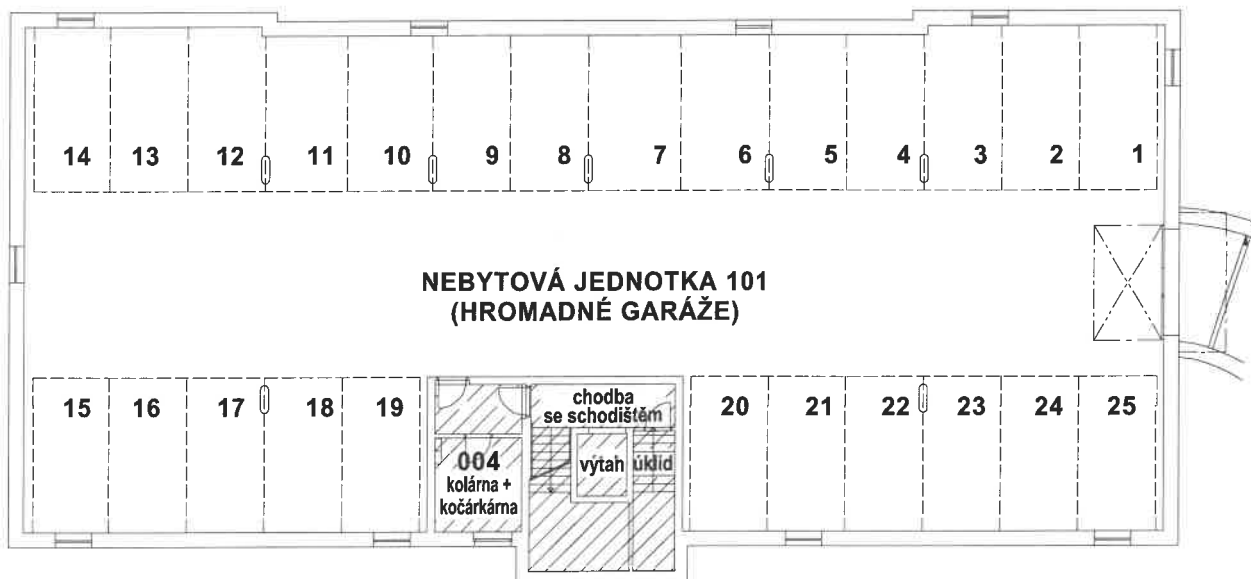 14 13 12 11 10 9 8 7 6 5 4 3 2 1
NEBYTOVÁ JEDNOTKA 101
(HROMADNÉ GARÁŽE)
15 16 17 18 19
20 21 22 23 24 25
chodba
se schodištěm
výtah
úklid
004
kolárna +
kočárkárna